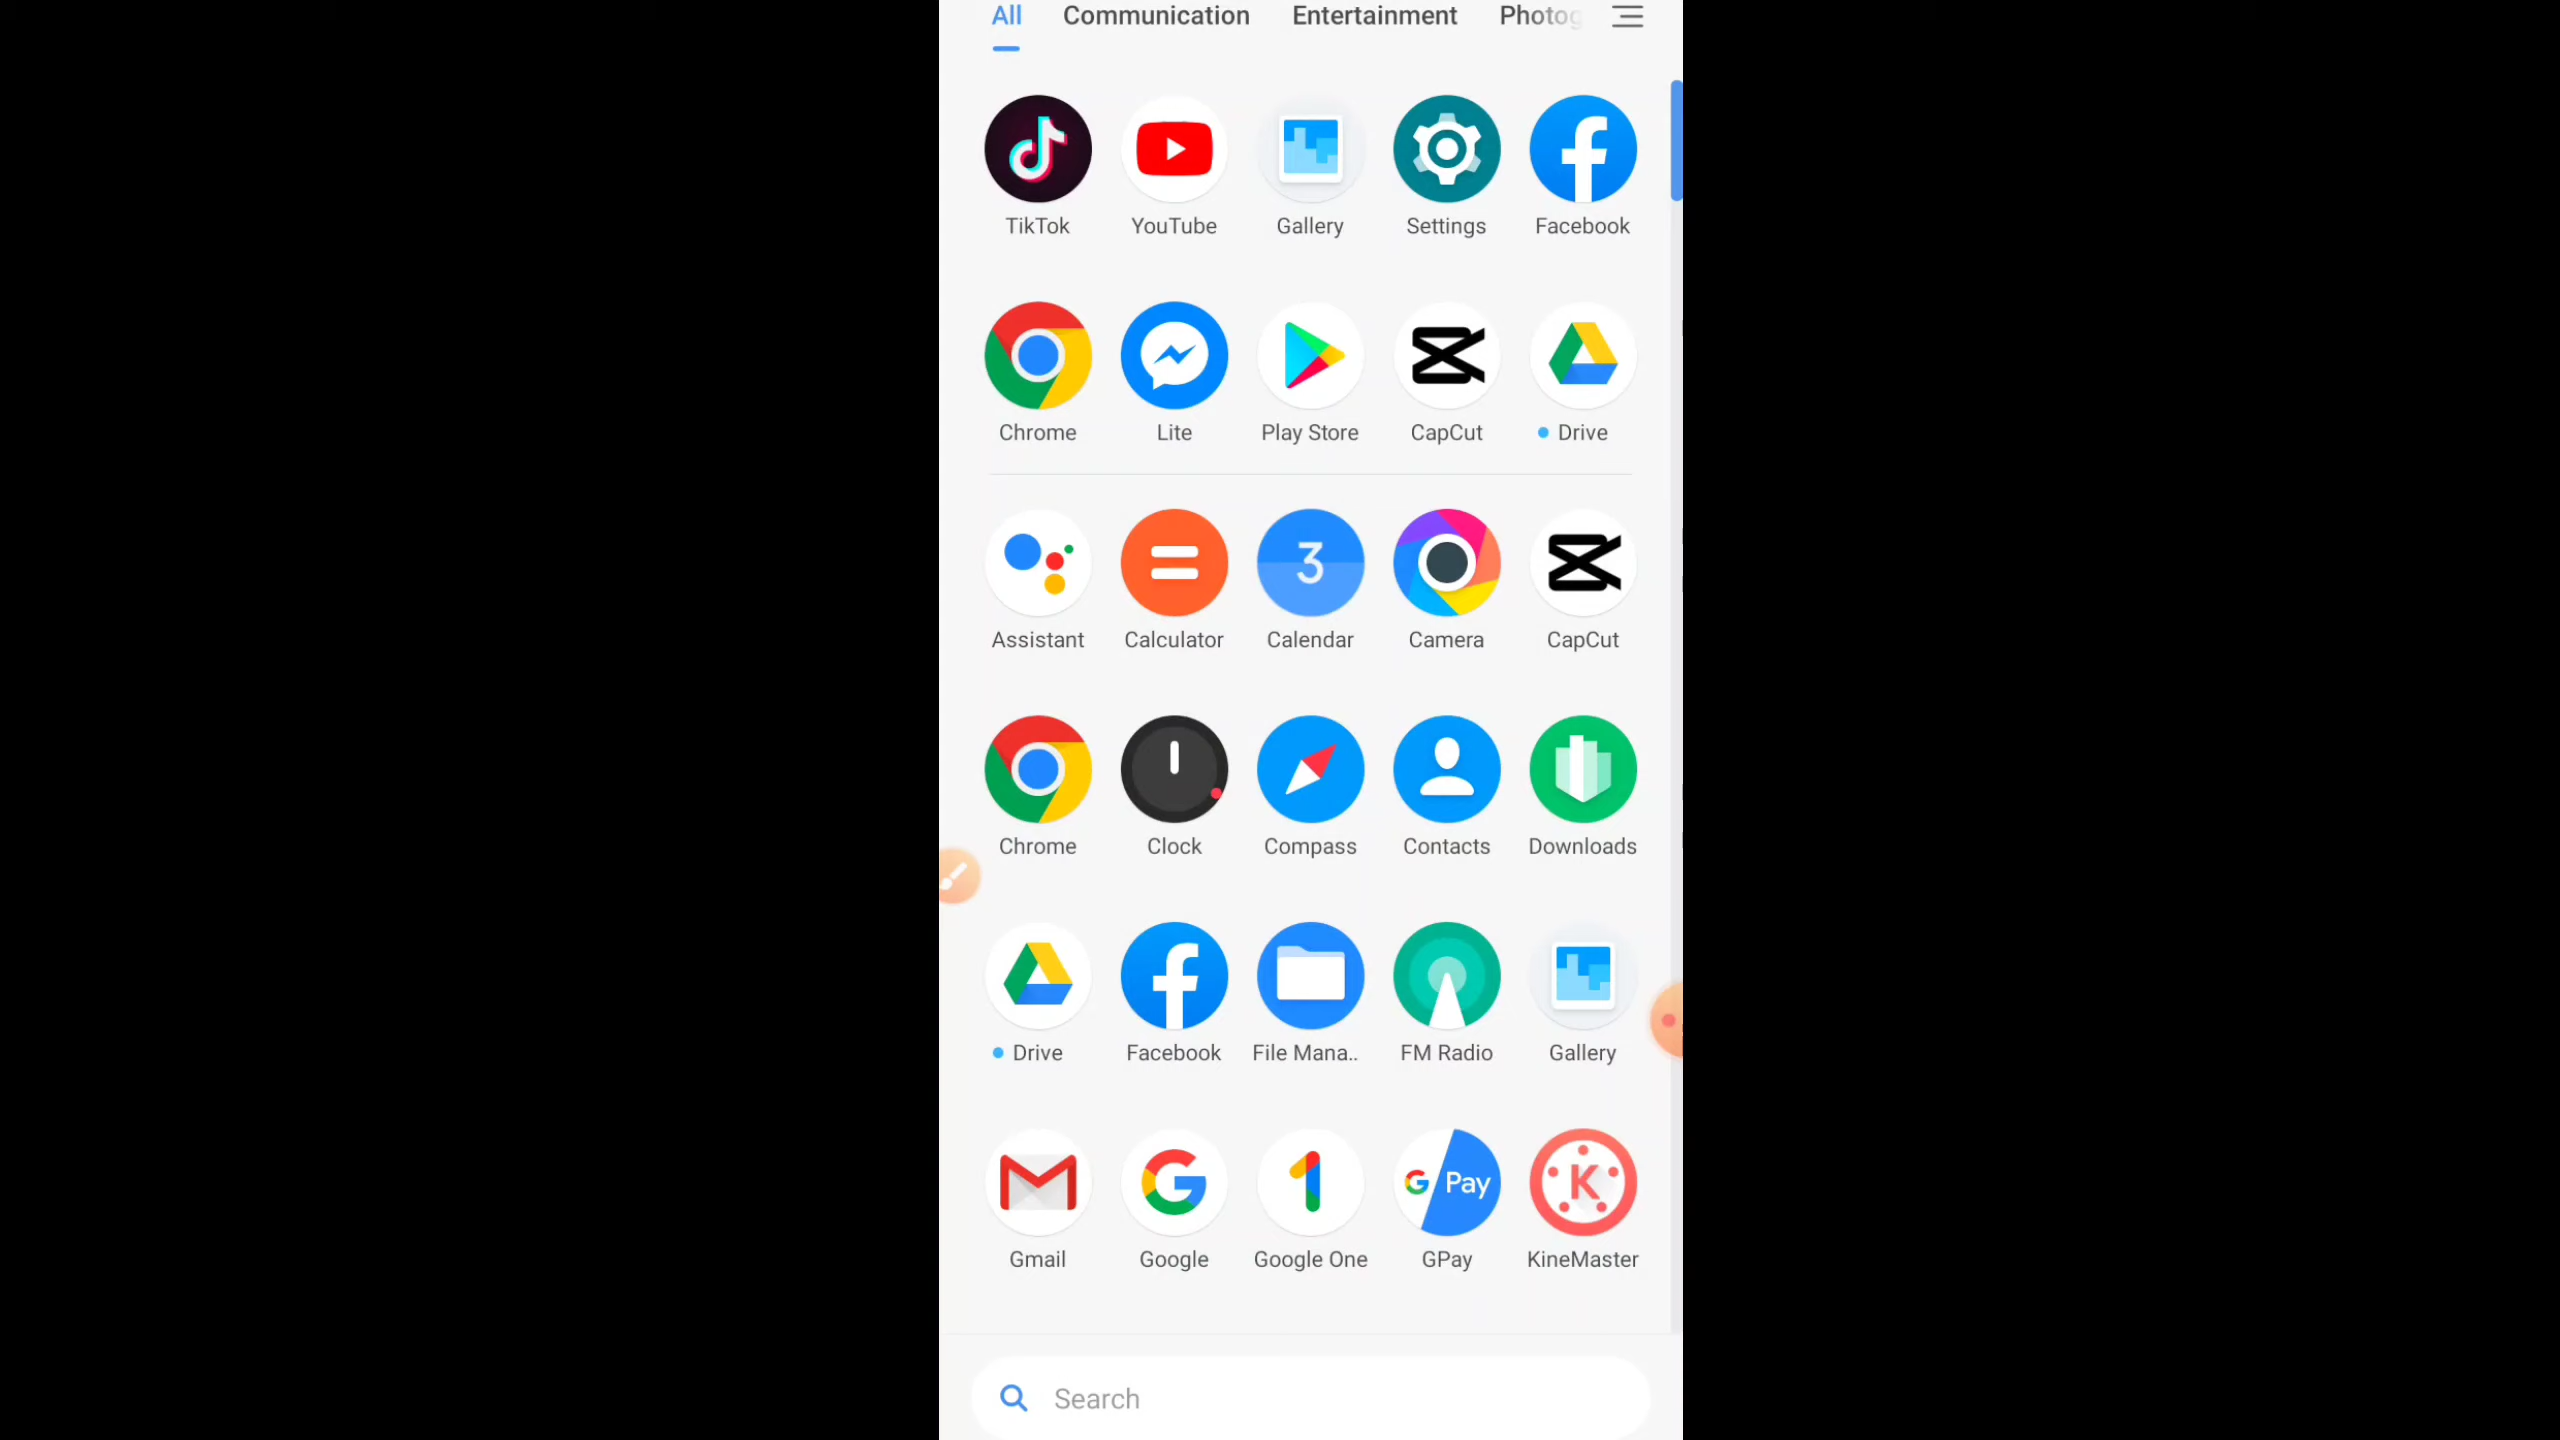 All Communication Entertainment Photog
TikTok YouTube Gallery Settings Facebook
Chrome Lite Play Store CapCut Drive
3
Assistant Calculator Calendar Camera CapCut
Chrome Clock Compass Contacts Downloads
Drive Facebook File Mana.. FM Radio Gallery
G Pay K
Gmail Google Google One GPay KineMaster
Search